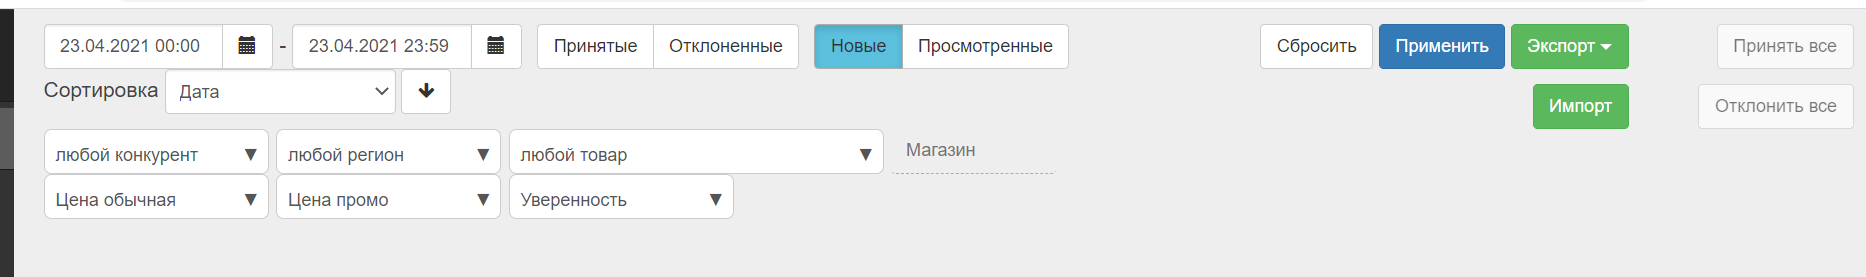 23.04.2021 00:00 - 23.04.2021 23:59 Принятые Отклоненные Новые Просмотренные Сбросить Применить Экспорт Принять все
Сортировка Дата Импорт Отклонить все
любой конкурент любой регион любой товар Магазин
Цена обычная Цена промо Уверенность